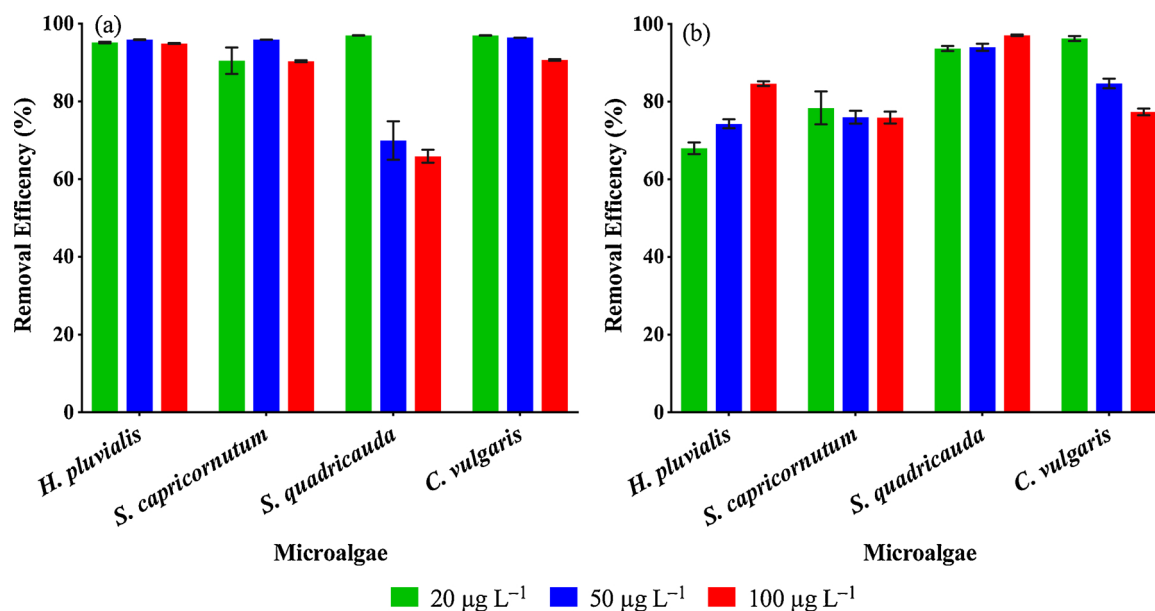 (a)
100
80
60
40
20
0
Removal Efficency (%)
H. pluvialis
S. capricornutum
S. quadricauda
C. vulgaris
Microalgae
(b)
100
80
60
40
20
0
Removal Efficency (%)
H. pluvialis
S. capricornutum
S. quadricauda
C. vulgaris
Microalgae
20 µg L⁻¹ 50 µg L⁻¹ 100 µg L⁻¹